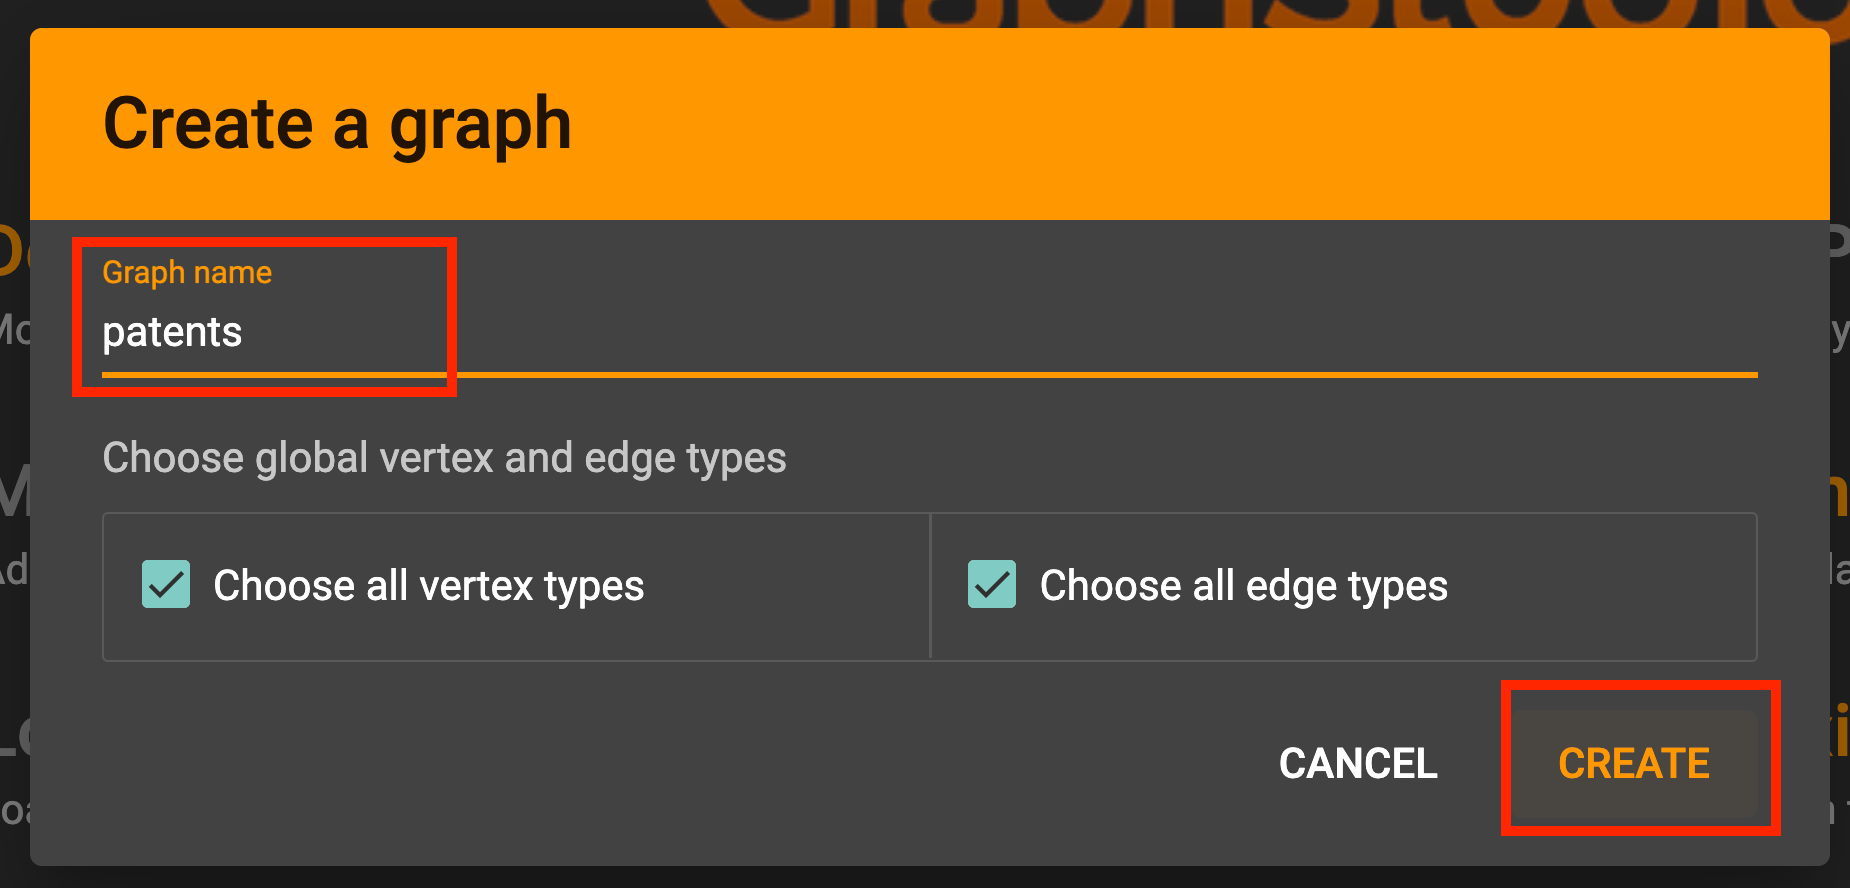 Create a graph
Graph name
patents
Choose global vertex and edge types
Choose all vertex types
Choose all edge types
CANCEL
CREATE